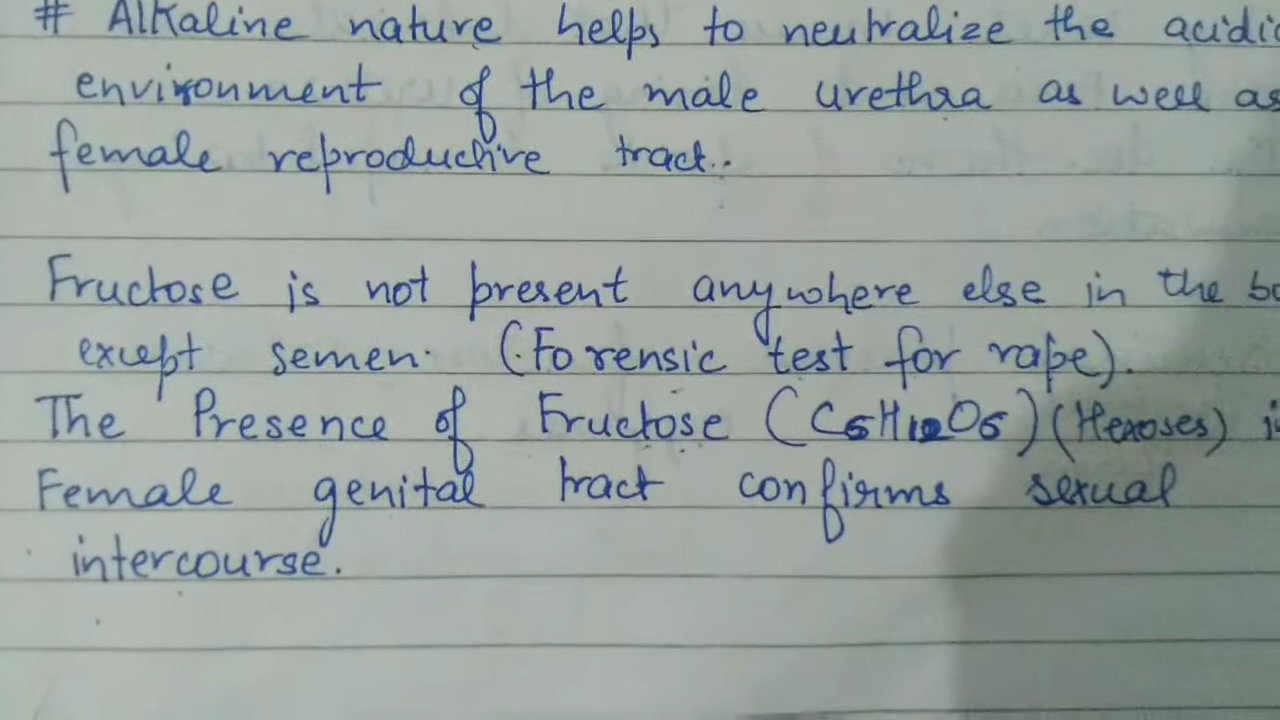 # Alkaline nature helps to neutralize the acidic
environment of the male urethra as well as
female reproductive tract..
Fructose is not present anywhere else in the
except semen. (Forensic test for rape).
The Presence of Fructose (C6H12O6) (Hexoses)
Female genital tract confirms sexual
intercourse.